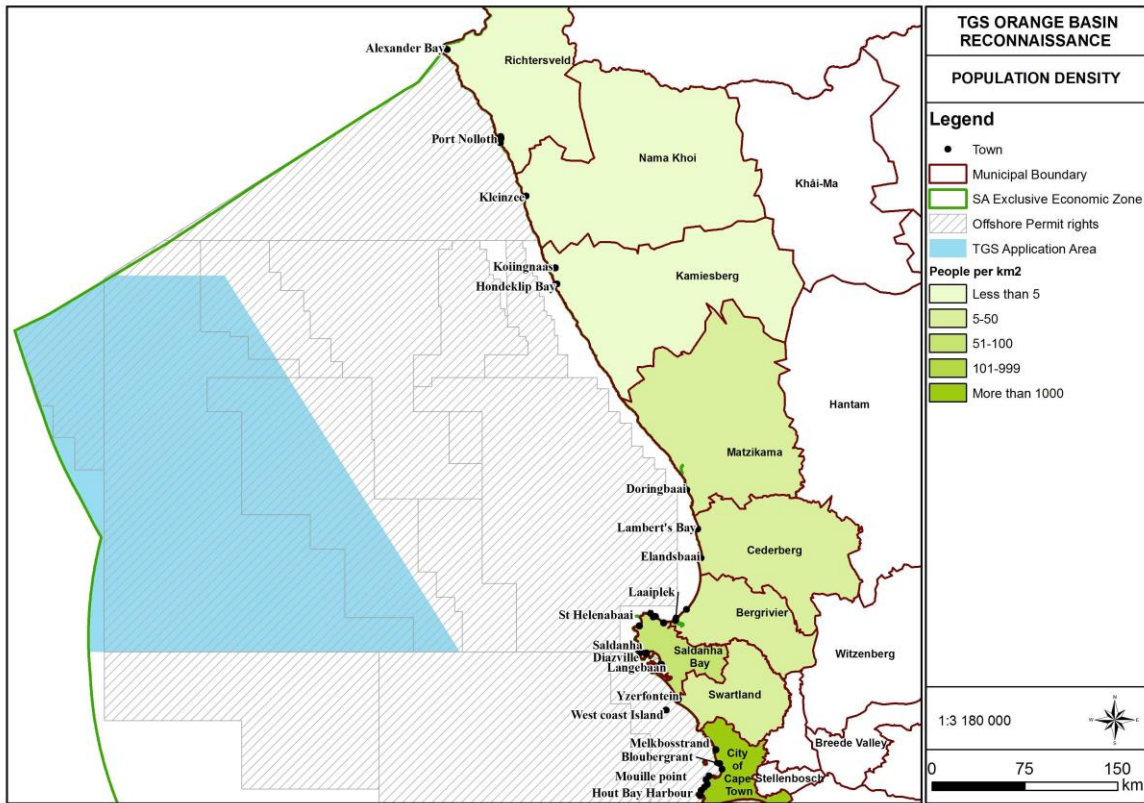 Alexander Bay
Richtersveld
Port Nolloth
Nama Khoi
Khâi-Ma
Kleinzee
Koiingnaas
Hondeklip Bay
Kamiesberg
Hantam
Matzikama
Doringbaai
Lambert's Bay
Cederberg
Elandsbaai
Laaiplek
Bergrivier
St Helenabaai
Saldanha
Diazville
Langebaan
Saldanha
Bay
Witzenberg
Yzerfontein
Swartland
West coast Island
Melkbosstrand
Bloubergrant
Mouille point
Hout Bay Harbour
City
of
Cape
Town
Breede Valley
Stellenbosch
TGS ORANGE BASIN
RECONNAISSANCE
POPULATION DENSITY
Legend
Town
Municipal Boundary
SA Exclusive Economic Zone
Offshore Permit rights
TGS Application Area
People per km2
Less than 5
5-50
51-100
101-999
More than 1000
1:3 180 000
N
W E
S
0 75 150
km